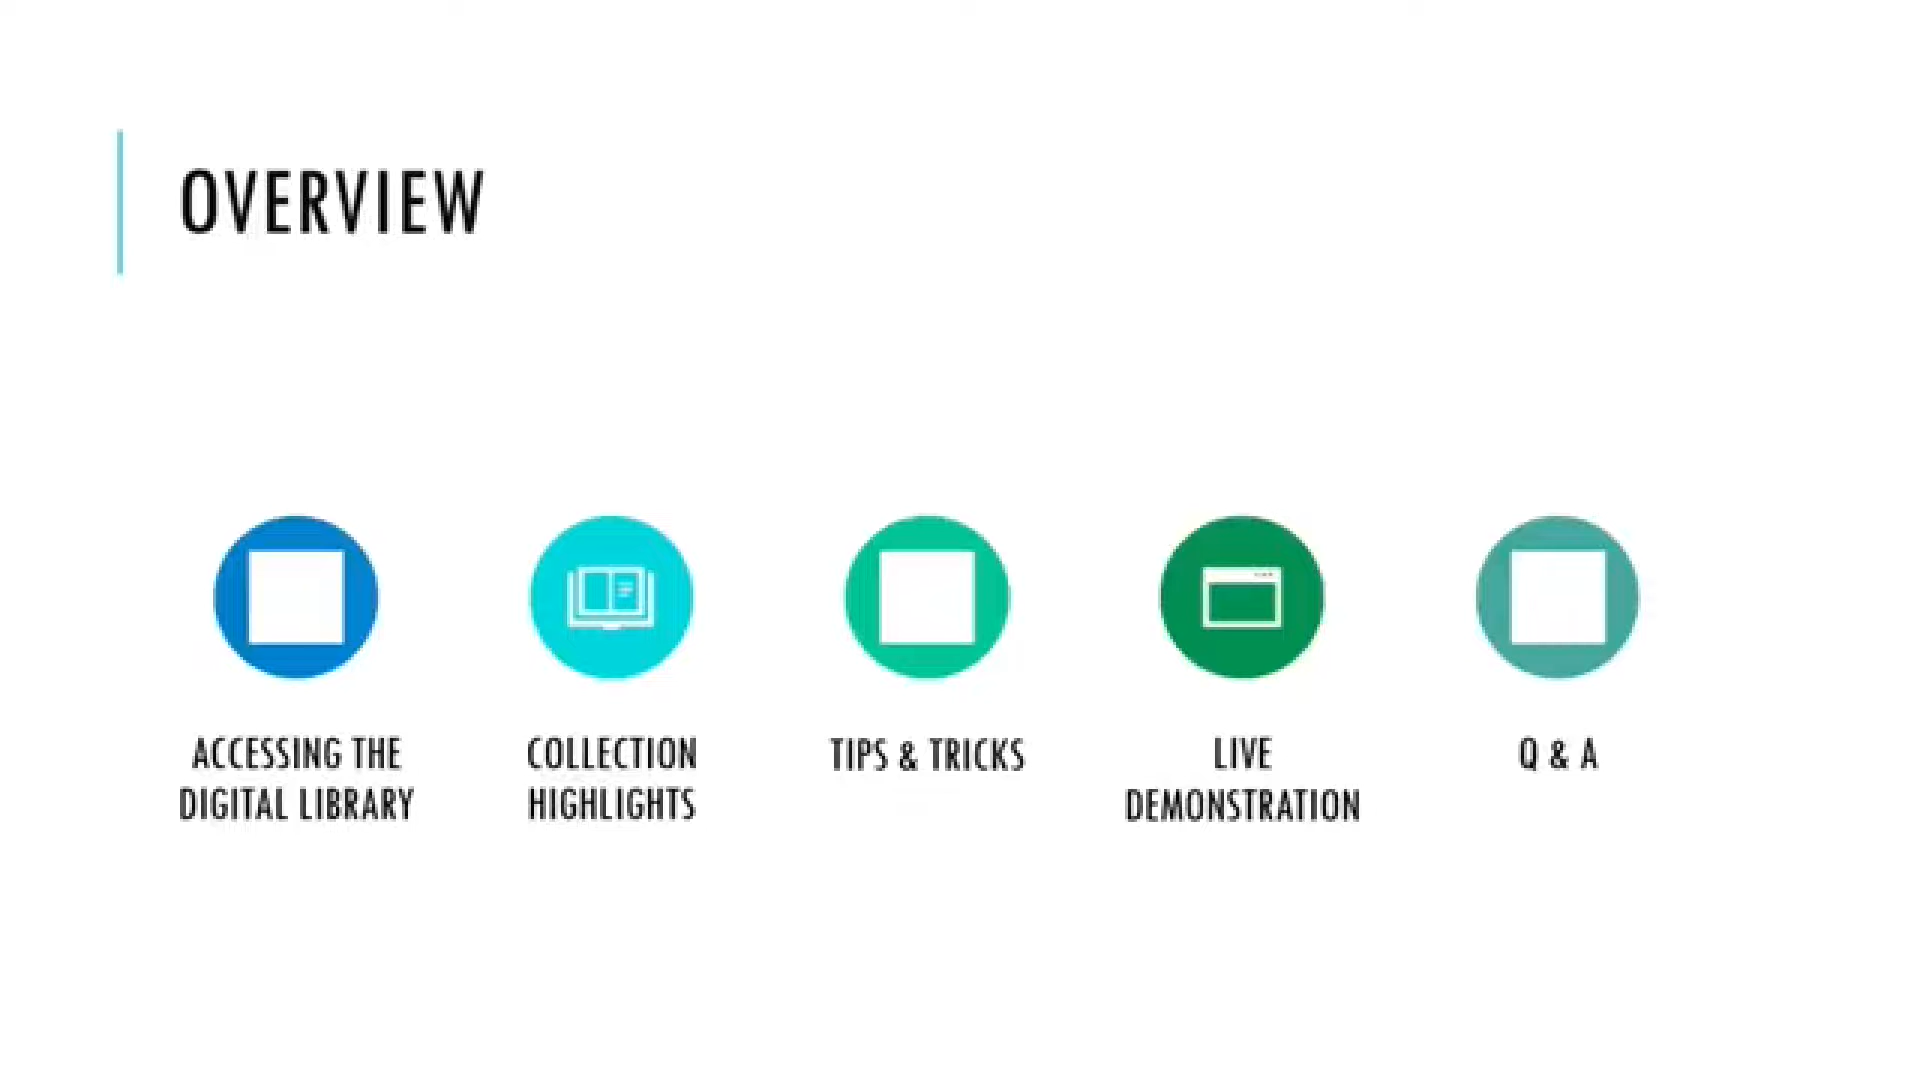 OVERVIEW
ACCESSING THE
DIGITAL LIBRARY
COLLECTION
HIGHLIGHTS
TIPS & TRICKS
LIVE
DEMONSTRATION
Q & A